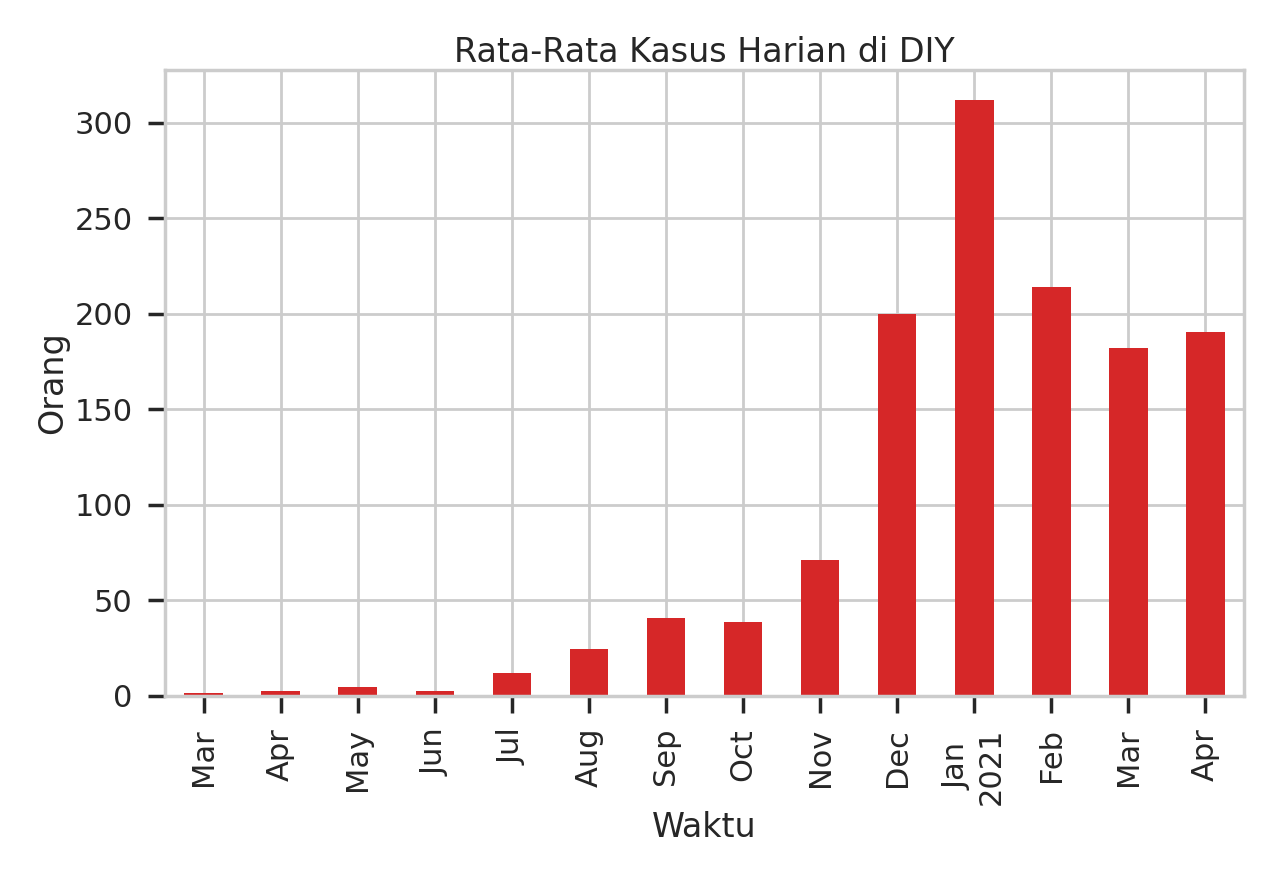 Rata-Rata Kasus Harian di DIY
Orang
300
250
200
150
100
50
0
Mar
Apr
May
Jun
Jul
Aug
Sep
Oct
Nov
Dec
Jan
2021
Feb
Mar
Apr
Waktu